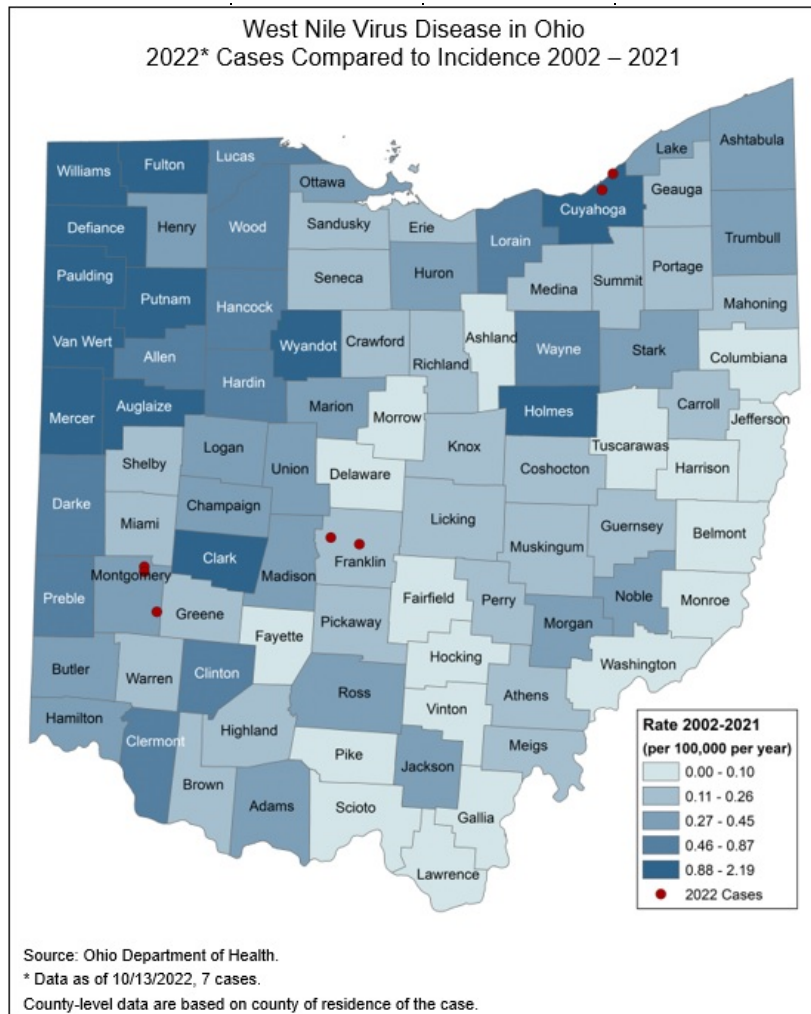 West Nile Virus Disease in Ohio
2022* Cases Compared to Incidence 2002 – 2021
Williams
Fulton
Lucas
Ottawa
Lake
Ashtabula
Geauga
Cuyahoga
Defiance
Henry
Wood
Sandusky
Erie
Lorain
Trumbull
Paulding
Seneca
Huron
Medina
Summit
Portage
Putnam
Hancock
Mahoning
Van Wert
Allen
Wyandot
Crawford
Richland
Ashland
Wayne
Stark
Columbiana
Hardin
Mercer
Auglaize
Marion
Morrow
Holmes
Carroll
Jefferson
Tuscarawas
Harrison
Logan
Shelby
Union
Delaware
Knox
Coshocton
Darke
Champaign
Miami
Licking
Guernsey
Belmont
Muskingum
Clark
Franklin
Madison
Montgomery
Preble
Greene
Fairfield
Perry
Noble
Monroe
Morgan
Pickaway
Fayette
Hocking
Washington
Butler
Warren
Clinton
Ross
Athens
Vinton
Hamilton
Clermont
Highland
Meigs
Pike
Jackson
Brown
Adams
Scioto
Gallia
Lawrence
Rate 2002-2021
(per 100,000 per year)
0.00 - 0.10
0.11 - 0.26
0.27 - 0.45
0.46 - 0.87
0.88 - 2.19
2022 Cases
Source: Ohio Department of Health.
* Data as of 10/13/2022, 7 cases.
County-level data are based on county of residence of the case.